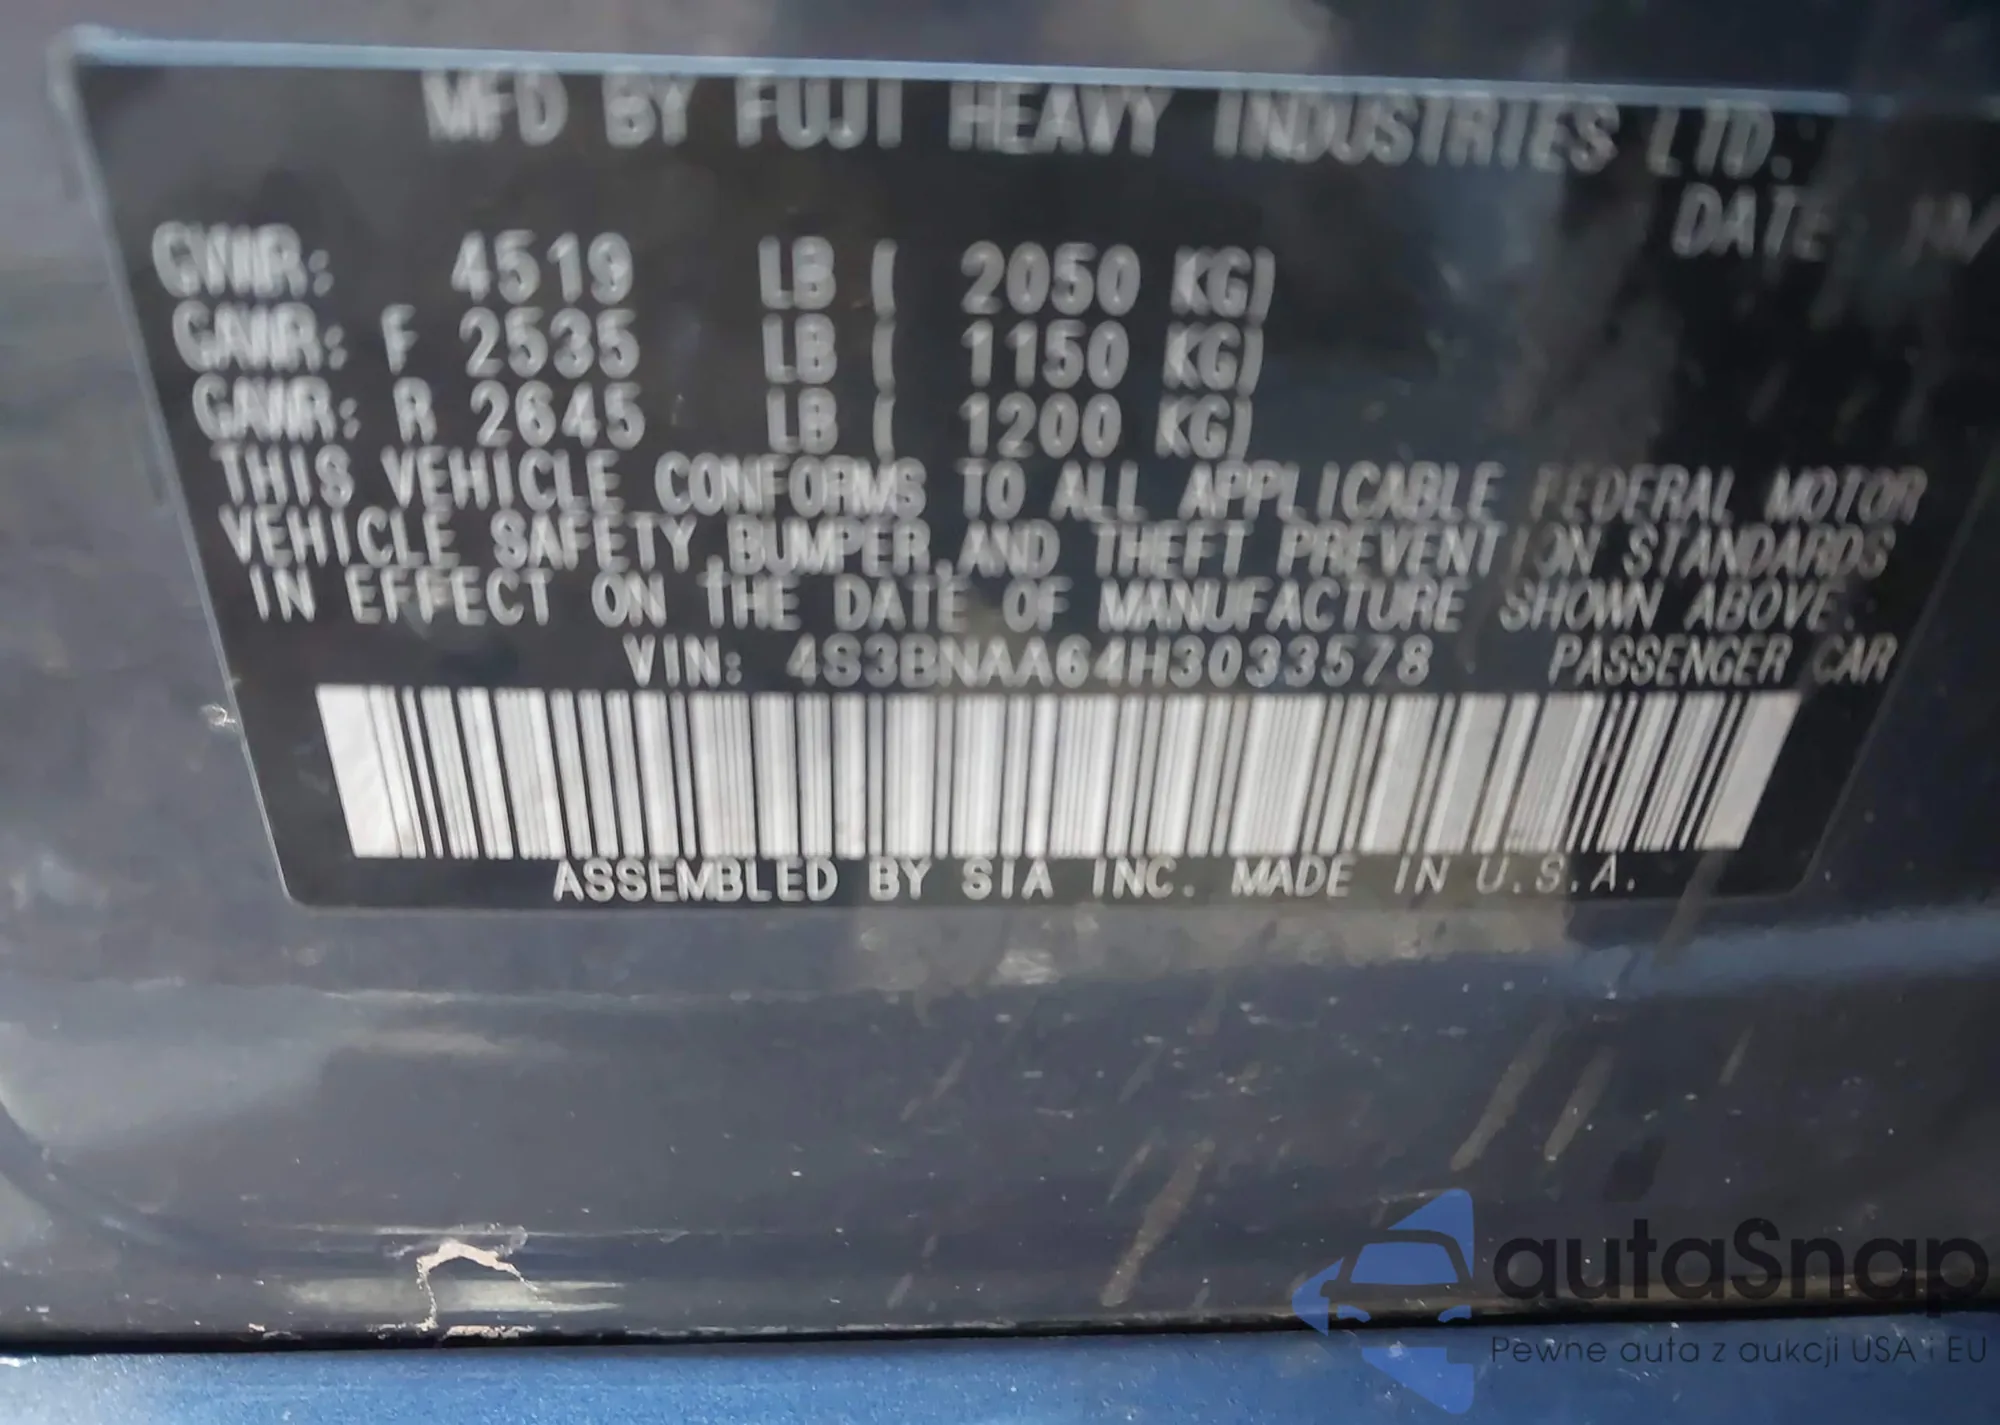 MFD BY FUJI HEAVY INDUSTRIES LTD.
DATE
GVWR: 4519 LB ( 2050 KG)
GAWR: F 2535 LB ( 1150 KG)
GAWR: R 2645 LB ( 1200 KG)
THIS VEHICLE CONFORMS TO ALL APPLICABLE FEDERAL MOTOR
VEHICLE SAFETY,BUMPER,AND THEFT PREVENTION STANDARDS
IN EFFECT ON THE DATE OF MANUFACTURE SHOWN ABOVE.
VIN: 4S3BNAA64H3033578 PASSENGER CAR
ASSEMBLED BY SIA INC. MADE IN U.S.A.
autaSnap
Pewne auta z aukcji USA i EU